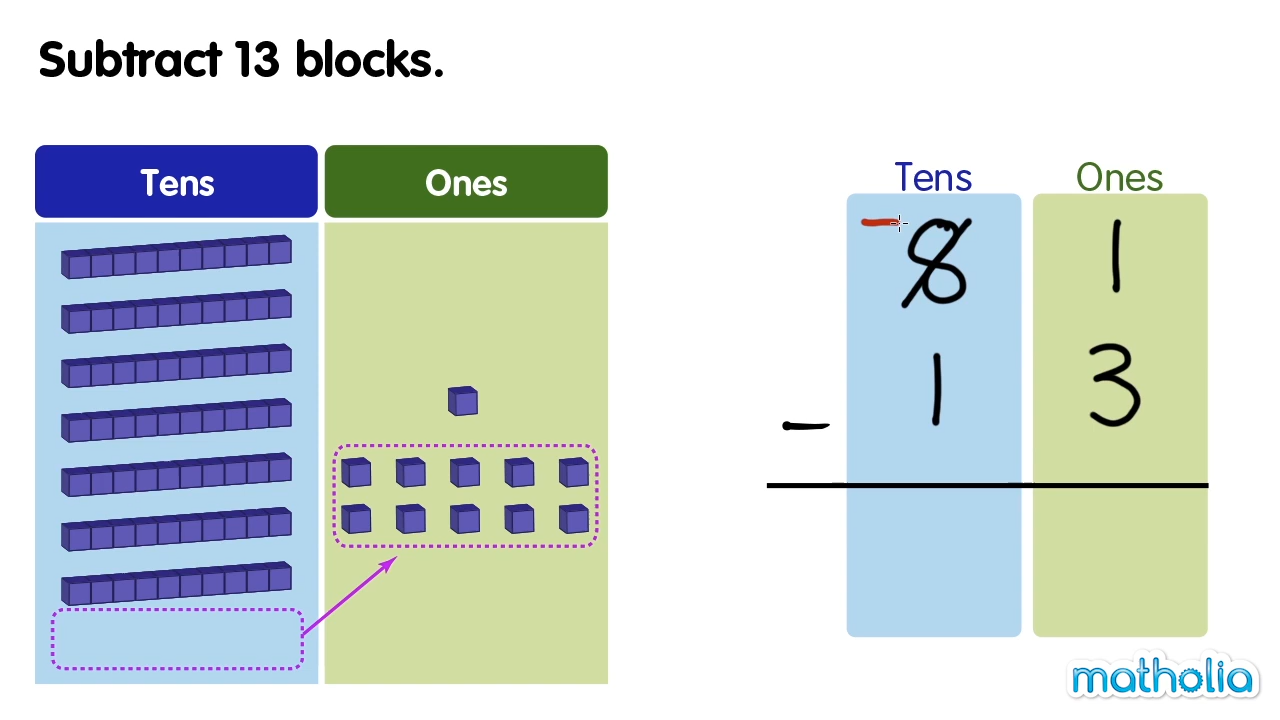 Subtract 13 blocks.
Tens Ones
Tens Ones
8 1
- 1 3
matholia